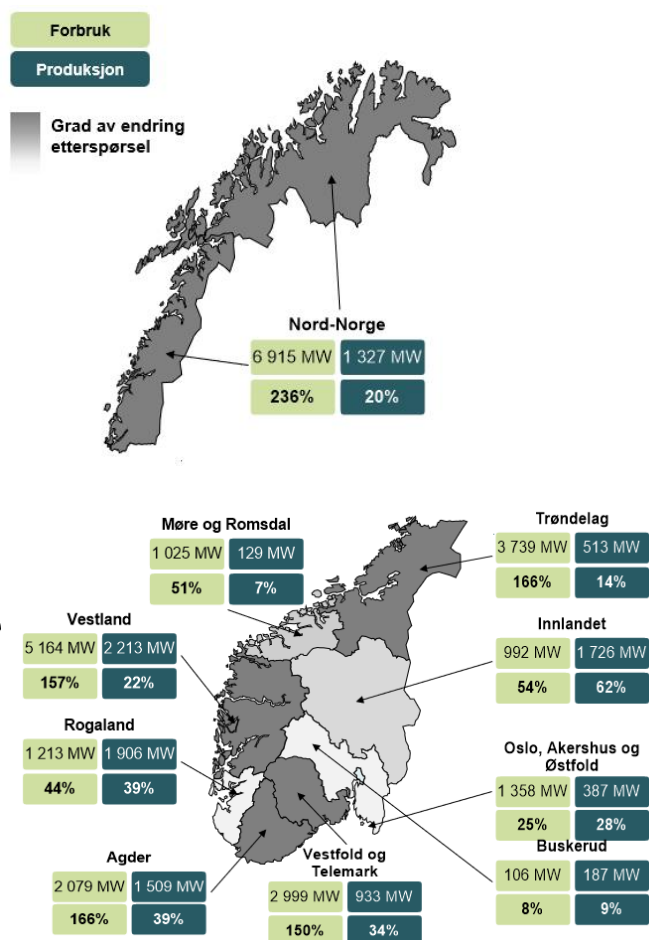 Forbruk
Produksjon
Grad av endring
etterspørsel
Nord-Norge
6 915 MW 1 327 MW
236% 20%
Møre og Romsdal
1 025 MW 129 MW
51% 7%
Trøndelag
3 739 MW 513 MW
166% 14%
Vestland
5 164 MW 2 213 MW
157% 22%
Innlandet
992 MW 1 726 MW
54% 62%
Rogaland
1 213 MW 1 906 MW
44% 39%
Oslo, Akershus og
Østfold
1 358 MW 387 MW
25% 28%
Buskerud
106 MW 187 MW
8% 9%
Agder
2 079 MW 1 509 MW
166% 39%
Vestfold og
Telemark
2 999 MW 933 MW
150% 34%